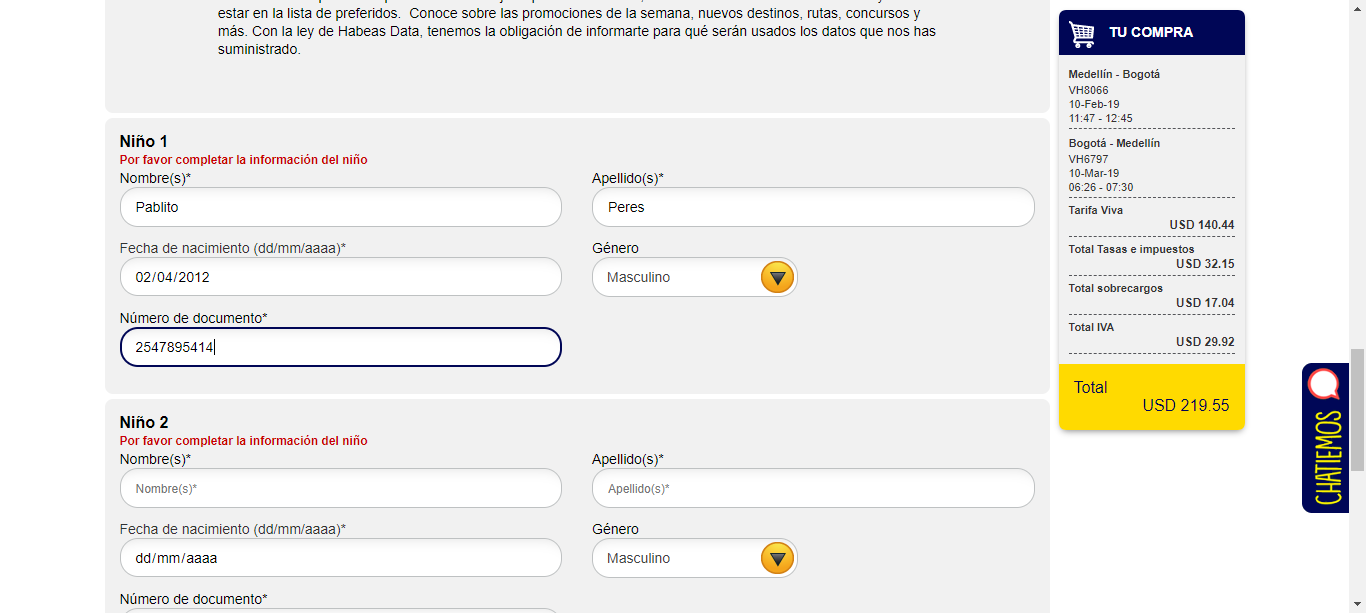 estar en la lista de preferidos. Conoce sobre las promociones de la semana, nuevos destinos, rutas, concursos y
más. Con la ley de Habeas Data, tenemos la obligación de informarte para qué serán usados los datos que nos has
suministrado.
Niño 1
Por favor completar la información del niño
Nombre(s)*
Apellido(s)*
Pablito
Peres
Fecha de nacimiento (dd/mm/aaaa)*
Género
02/04/2012
Masculino
Número de documento*
2547895414
Niño 2
Por favor completar la información del niño
Nombre(s)*
Apellido(s)*
Nombre(s)*
Apellido(s)*
Fecha de nacimiento (dd/mm/aaaa)*
Género
dd/mm/aaaa
Masculino
Número de documento*
TU COMPRA
Medellín - Bogotá
VH8066
10-Feb-19
11:47 - 12:45
Bogotá - Medellín
VH6797
10-Mar-19
06:26 - 07:30
Tarifa Viva
USD 140.44
Total Tasas e impuestos
USD 32.15
Total sobrecargos
USD 17.04
Total IVA
USD 29.92
Total
USD 219.55
CHATIEMOS